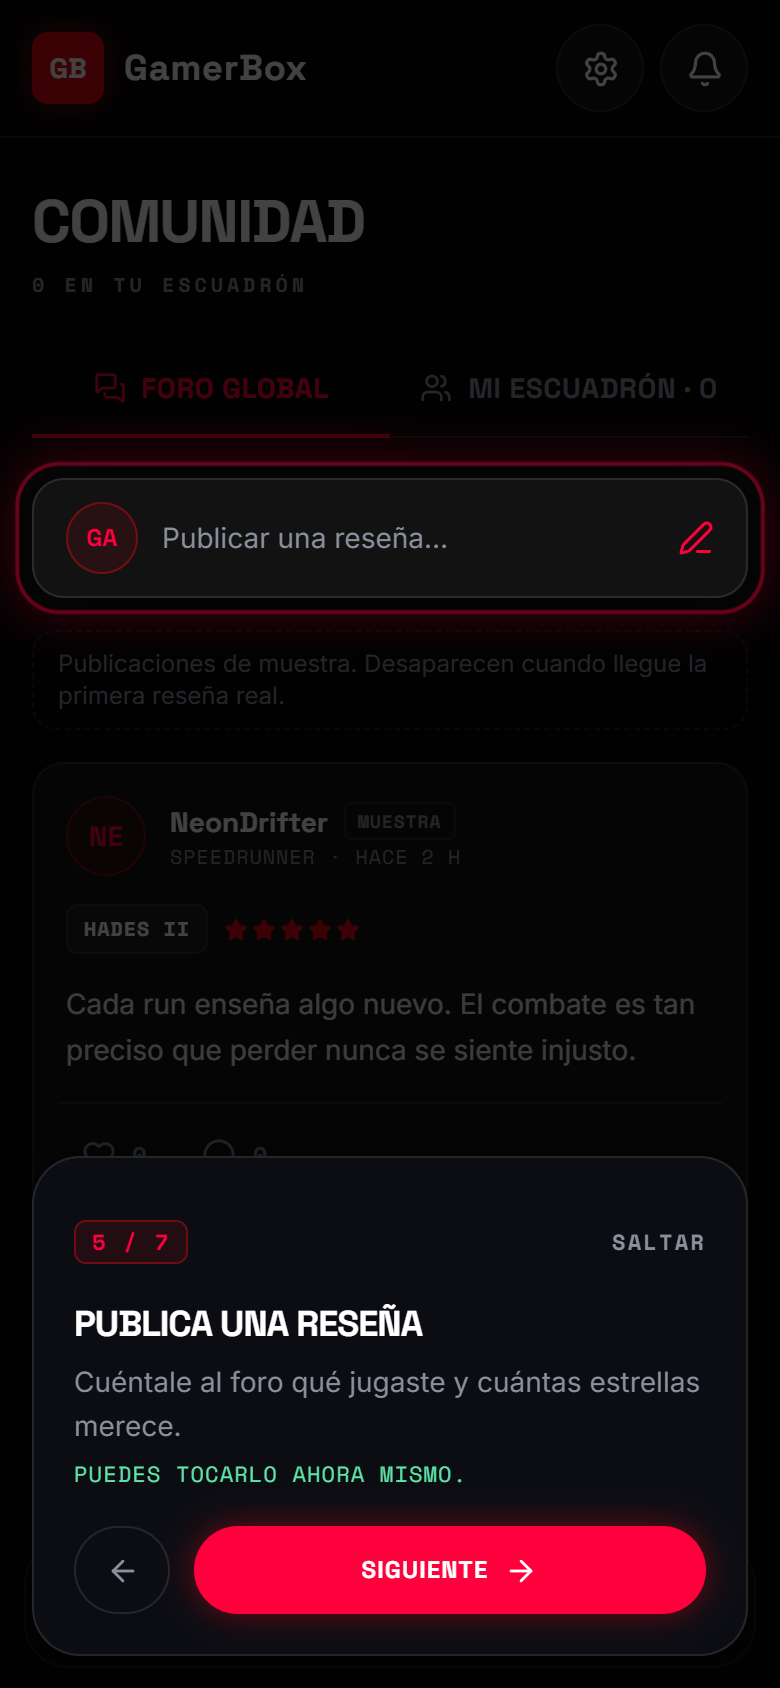 GB GamerBox
COMUNIDAD
0 EN TU ESCUADRÓN
FORO GLOBAL
MI ESCUADRÓN · 0
GA
Publicar una reseña...
Publicaciones de muestra. Desaparecen cuando llegue la
primera reseña real.
NE
NeonDrifter MUESTRA
SPEEDRUNNER · HACE 2 H
HADES II
Cada run enseña algo nuevo. El combate es tan
preciso que perder nunca se siente injusto.
0 0
5 / 7
SALTAR
PUBLICA UNA RESEÑA
Cuéntale al foro qué jugaste y cuántas estrellas
merece.
PUEDES TOCARLO AHORA MISMO.
SIGUIENTE